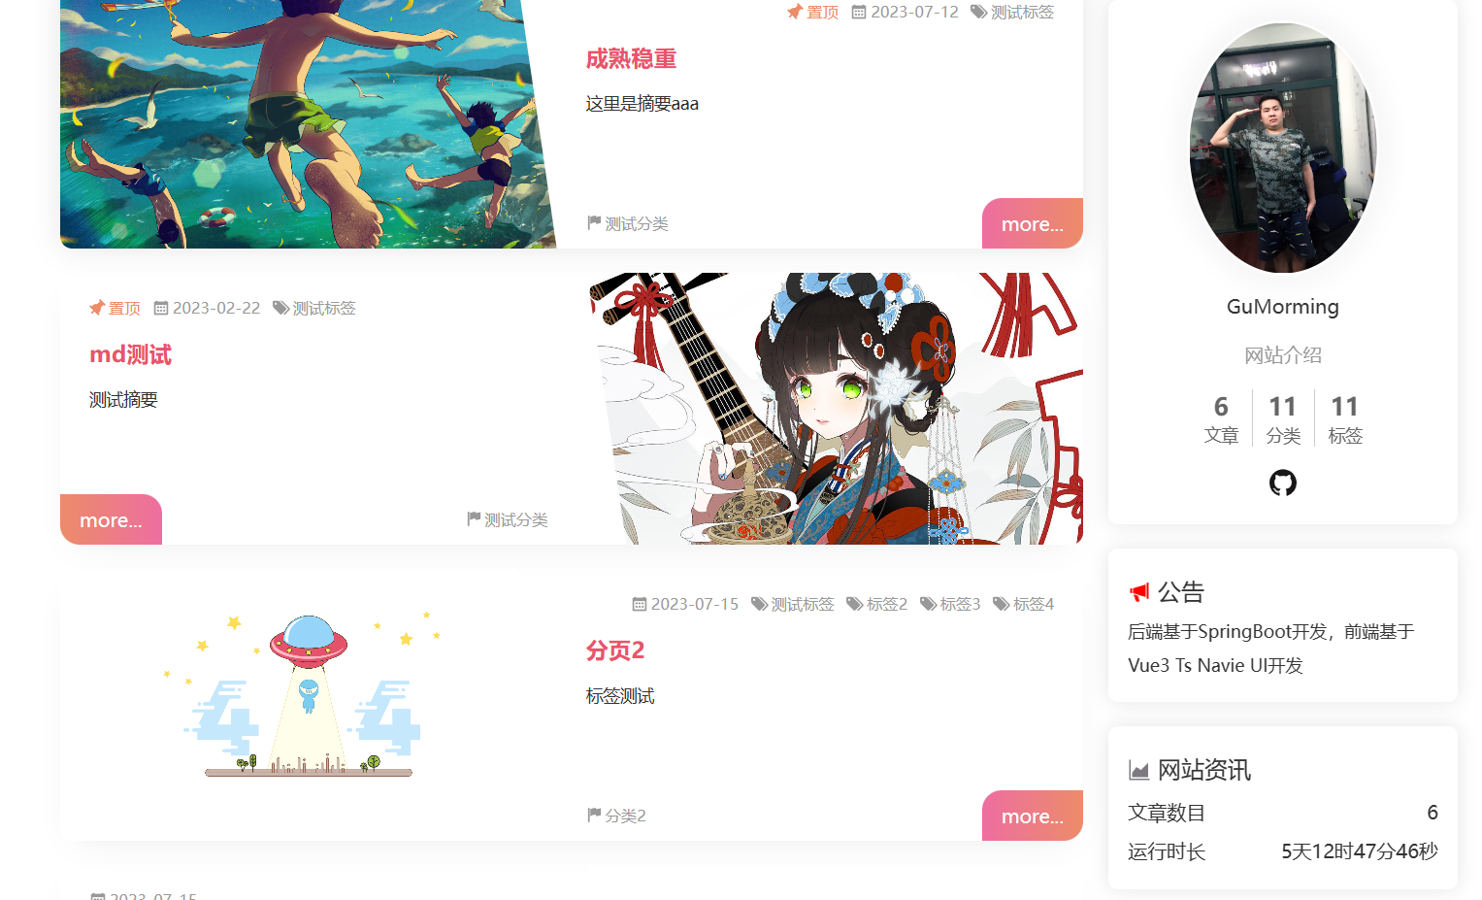 置顶 2023-07-12 测试标签
成熟稳重
这里是摘要aaa
测试分类
more...
置顶 2023-02-22 测试标签
md测试
测试摘要
more...
测试分类
2023-07-15 测试标签 标签2 标签3 标签4
分页2
标签测试
分类2
more...
2023-07-15
GuMorming
网站介绍
6 11 11
文章 分类 标签
公告
后端基于SpringBoot开发，前端基于
Vue3 Ts Navie UI开发
网站资讯
文章数目 6
运行时长 5天12时47分46秒